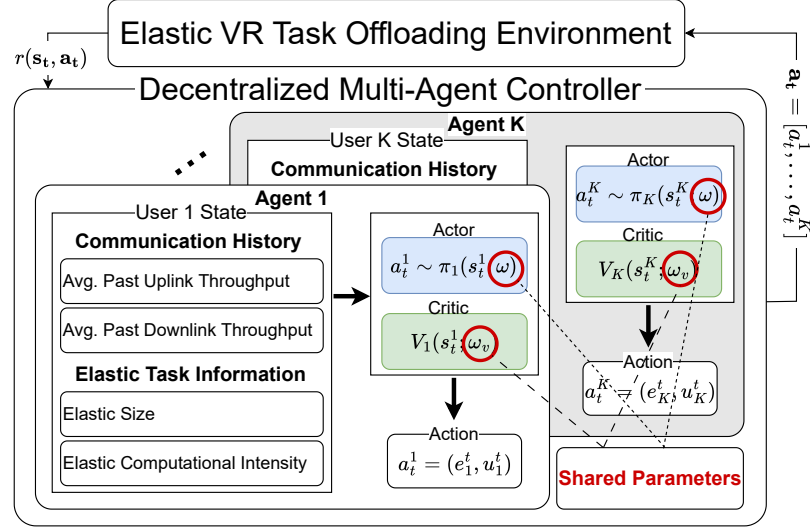 Elastic VR Task Offloading Environment
r(s_t, a_t)
a_t = [a_t^1, ..., a_t^K]
Decentralized Multi-Agent Controller
Agent K
User K State
Communication History
Actor
a_t^K ∼ π_K(s_t^K; ω)
Critic
V_K(s_t^K; ω_v)
Action
a_t^K = (e_K^t, u_K^t)
Agent 1
User 1 State
Communication History
Avg. Past Uplink Throughput
Avg. Past Downlink Throughput
Elastic Task Information
Elastic Size
Elastic Computational Intensity
Actor
a_t^1 ∼ π_1(s_t^1; ω)
Critic
V_1(s_t^1; ω_v)
Action
a_t^1 = (e_1^t, u_1^t)
Shared Parameters